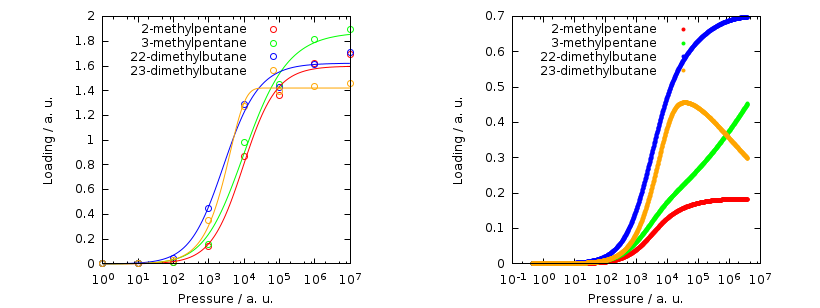 2
1.8
1.6
1.4
1.2
1
0.8
0.6
0.4
0.2
0
Loading / a. u.
2-methylpentane
3-methylpentane
22-dimethylbutane
23-dimethylbutane
10^0 10^1 10^2 10^3 10^4 10^5 10^6 10^7
Pressure / a. u.
0.7
0.6
0.5
0.4
0.3
0.2
0.1
0
Loading / a. u.
2-methylpentane
3-methylpentane
22-dimethylbutane
23-dimethylbutane
10^-1 10^0 10^1 10^2 10^3 10^4 10^5 10^6 10^7
Pressure / a. u.